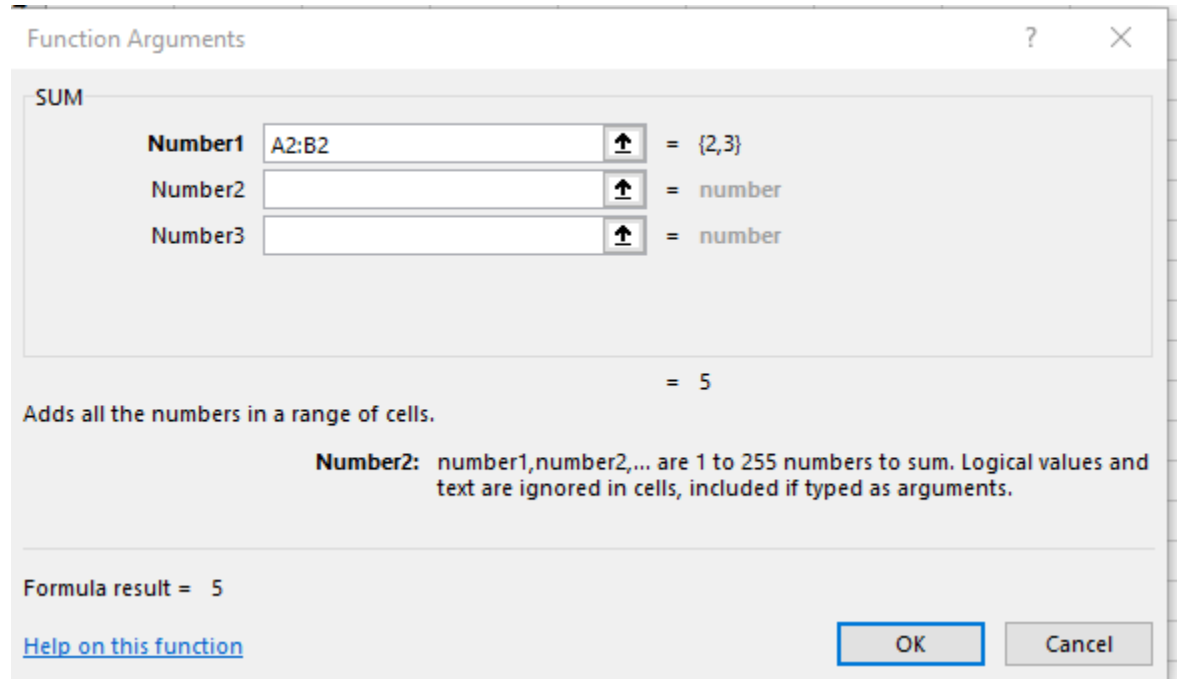 Function Arguments ? ×
SUM
Number1 A2:B2 = {2,3}
Number2 = number
Number3 = number
= 5
Adds all the numbers in a range of cells.
Number2: number1,number2,... are 1 to 255 numbers to sum. Logical values and
text are ignored in cells, included if typed as arguments.
Formula result = 5
Help on this function OK Cancel